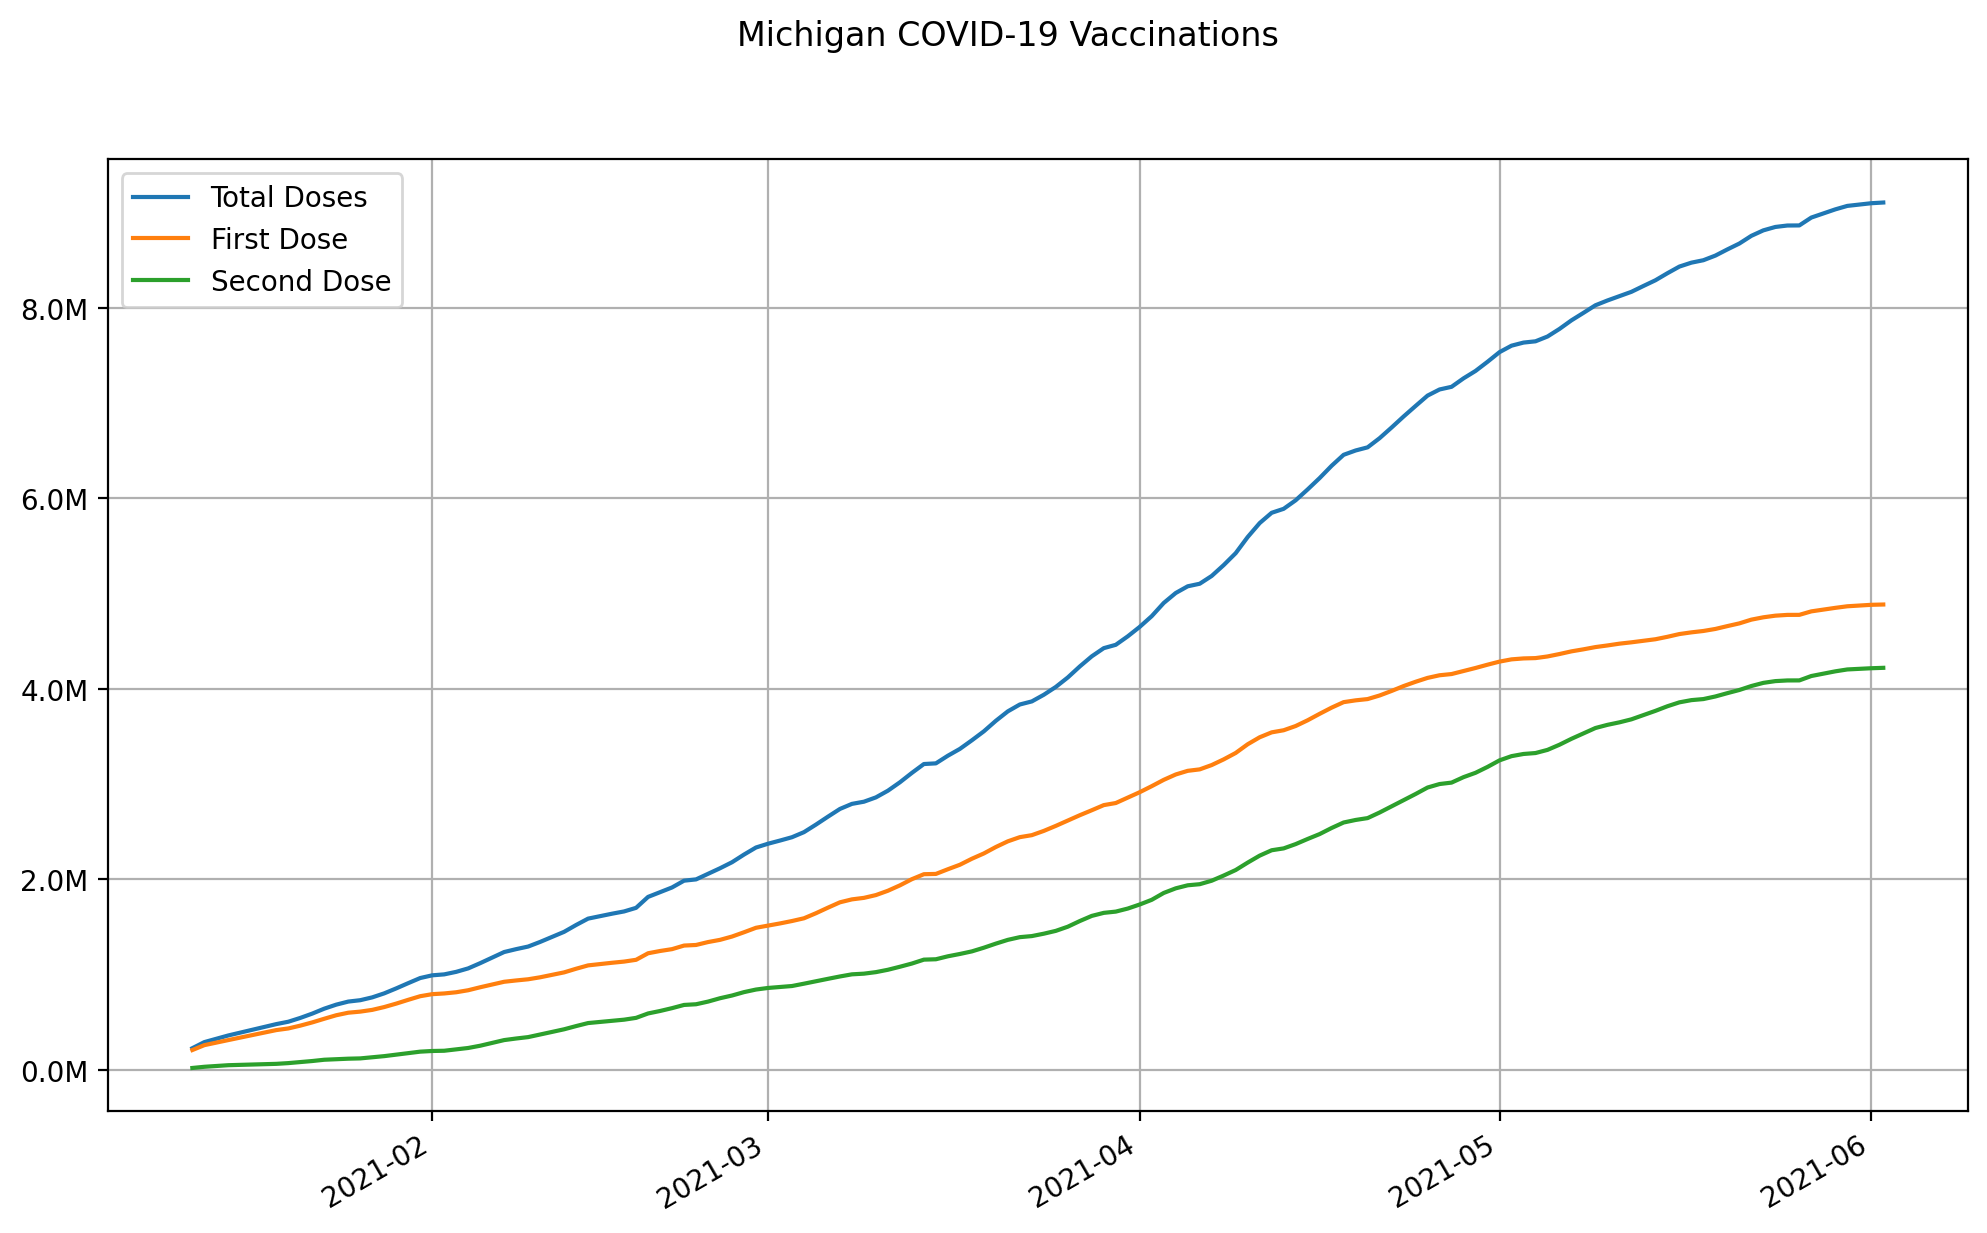 Michigan COVID-19 Vaccinations
Total Doses
First Dose
Second Dose
8.0M
6.0M
4.0M
2.0M
0.0M
2021-02
2021-03
2021-04
2021-05
2021-06